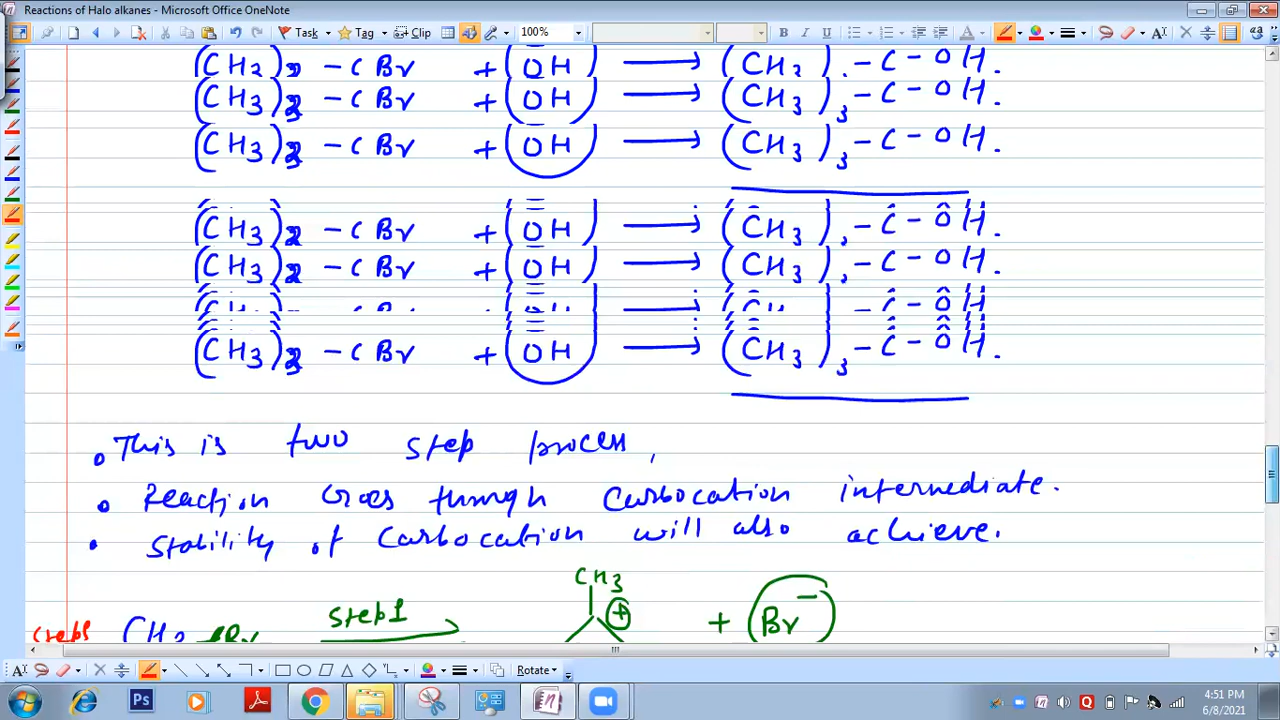 Reactions of Halo alkanes - Microsoft Office OneNote
Task Tag Clip 100% B I U
(CH3)3 - C Br + OH → (CH3)3 - C - OH.
(CH3)3 - C Br + OH → (CH3)3 - C - OH.
(CH3)3 - C Br + OH → (CH3)3 - C - OH.
(CH3)3 - C Br + OH → (CH3)3 - C - OH.
(CH3)3 - C Br + OH → (CH3)3 - C - OH.
(CH3)3 - C Br + OH → (CH3)3 - C - OH.
• This is two step process,
• Reaction Goes through Carbocation intermediate.
• Stability of Carbocation will also achieve.
CH3
Step1 CH3 Br Step1 ⊕ + Br⁻
Rotate
4:51 PM
6/8/2021